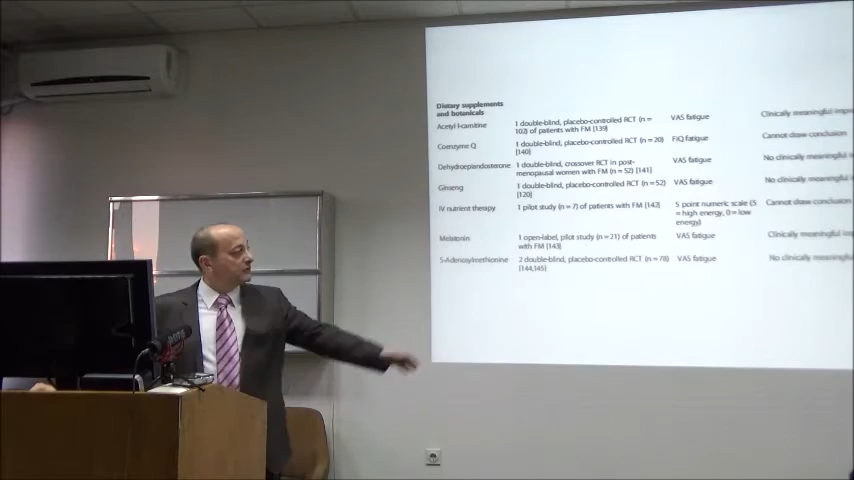 Dietary supplements
and botanicals
Acetyl l-carnitine 1 double-blind, placebo-controlled RCT (n = VAS fatigue Clinically meaningful
102) of patients with FM [139]
Coenzyme Q 1 double-blind, placebo-controlled RCT (n = 20) FIQ fatigue Cannot draw conclusion
[140]
Dehydroepiandosterone 1 double-blind, crossover RCT in post- VAS fatigue No clinically meaningful
menopausal women with FM (n = 52) [141]
Ginseng 1 double-blind, placebo-controlled RCT (n = 52) VAS fatigue No clinically meaningful
[120]
IV nutrient therapy 1 pilot study (n = 7) of patients with FM [142] 5 point numeric scale (5 Cannot draw conclusion
= high energy, 0 = low
energy)
Melatonin 1 open-label, pilot study (n = 21) of patients VAS fatigue Clinically meaningful
with FM [143]
S-Adenosylmethionine 2 double-blind, placebo-controlled RCT (n = 78) VAS fatigue No clinically meaningful
[144,145]